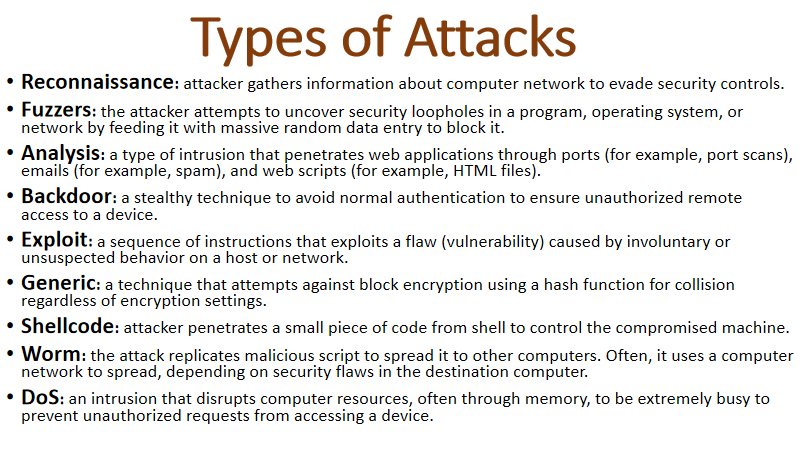 Types of Attacks
• Reconnaissance: attacker gathers information about computer network to evade security controls.
• Fuzzers: the attacker attempts to uncover security loopholes in a program, operating system, or
network by feeding it with massive random data entry to block it.
• Analysis: a type of intrusion that penetrates web applications through ports (for example, port scans),
emails (for example, spam), and web scripts (for example, HTML files).
• Backdoor: a stealthy technique to avoid normal authentication to ensure unauthorized remote
access to a device.
• Exploit: a sequence of instructions that exploits a flaw (vulnerability) caused by involuntary or
unsuspected behavior on a host or network.
• Generic: a technique that attempts against block encryption using a hash function for collision
regardless of encryption settings.
• Shellcode: attacker penetrates a small piece of code from shell to control the compromised machine.
• Worm: the attack replicates malicious script to spread it to other computers. Often, it uses a computer
network to spread, depending on security flaws in the destination computer.
• DoS: an intrusion that disrupts computer resources, often through memory, to be extremely busy to
prevent unauthorized requests from accessing a device.